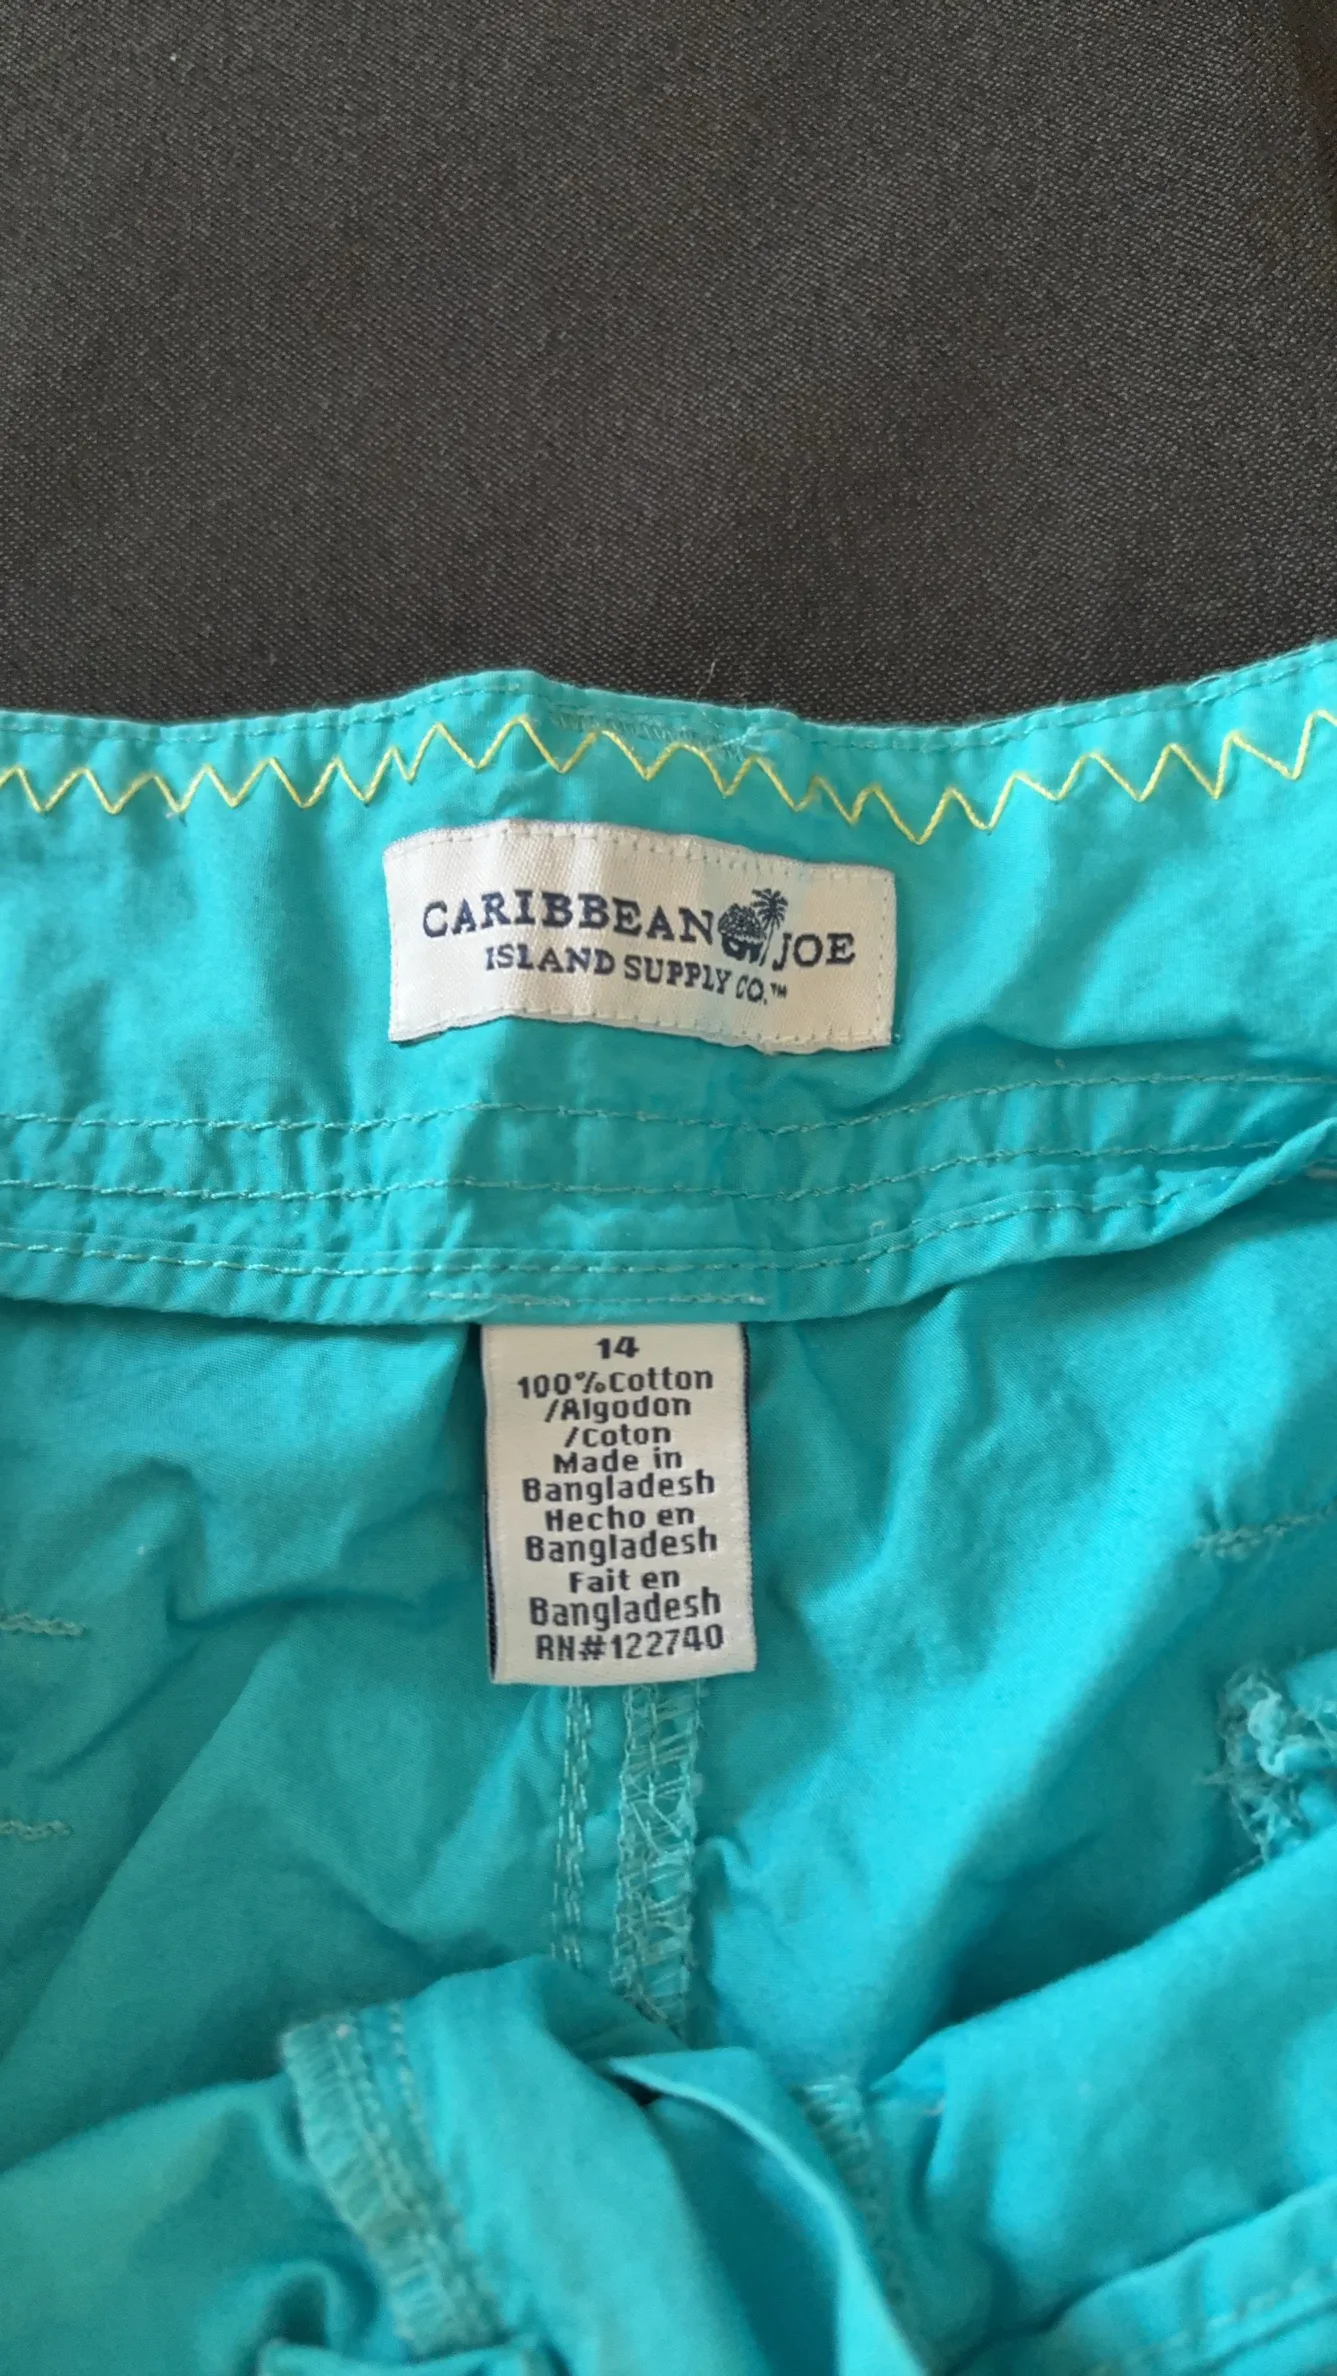 CARIBBEAN JOE
ISLAND SUPPLY CO.™
14
100%Cotton
/Algodon
/Coton
Made in
Bangladesh
Hecho en
Bangladesh
Fait en
Bangladesh
RN#122740